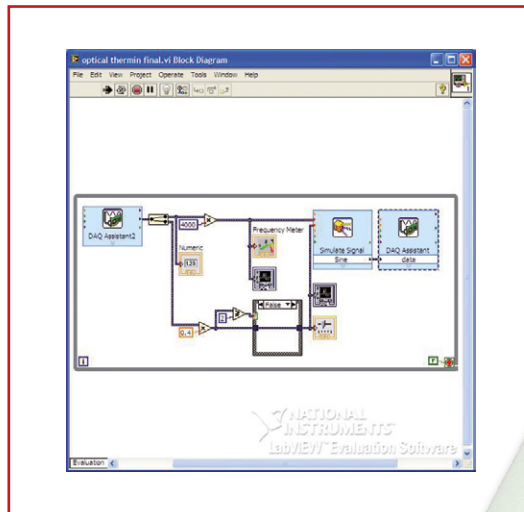 optical thermin final.vi Block Diagram
File Edit View Project Operate Tools Window Help
DAQ Assistant2
4000
Frequency Meter
Numeric
Simulate Signal
Sine
DAQ Assistant
data
False
0,4
i
NATIONAL
INSTRUMENTS
LabVIEW Evaluation Software
Evaluation